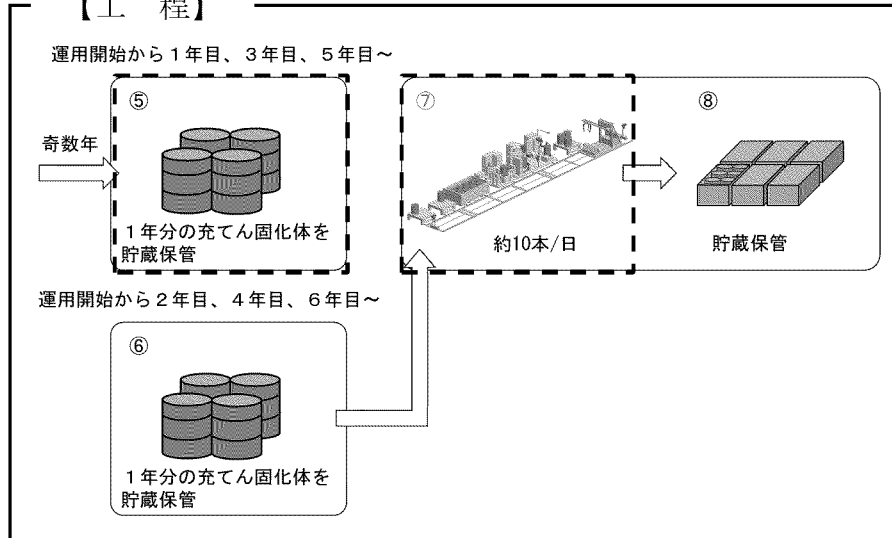 【工　程】
運用開始から１年目、３年目、５年目～
奇数年
⑤
１年分の充てん固化体を
貯蔵保管
⑦
約10本/日
⑧
貯蔵保管
運用開始から２年目、４年目、６年目～
⑥
１年分の充てん固化体を
貯蔵保管